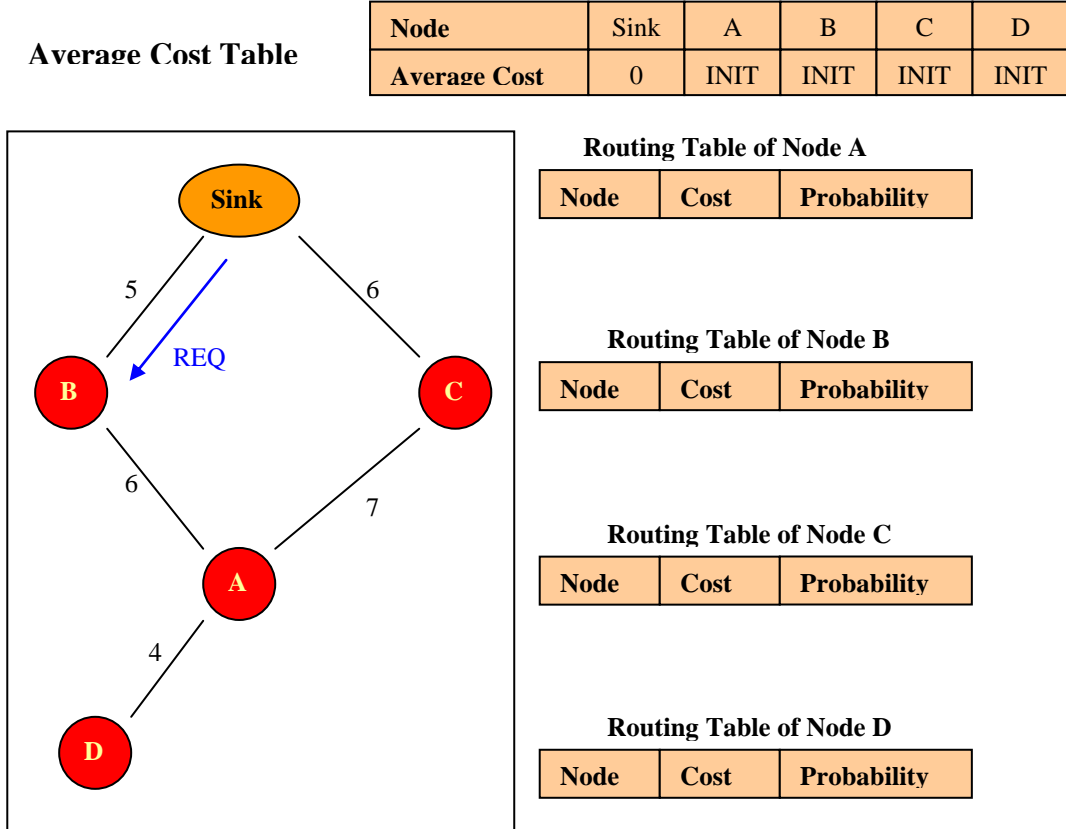 Node Sink A B C D
Average Cost Table
Average Cost 0 INIT INIT INIT INIT
Routing Table of Node A
Node Cost Probability
Sink
5
6
REQ
Routing Table of Node B
Node Cost Probability
B
C
6
7
Routing Table of Node C
Node Cost Probability
A
4
Routing Table of Node D
Node Cost Probability
D